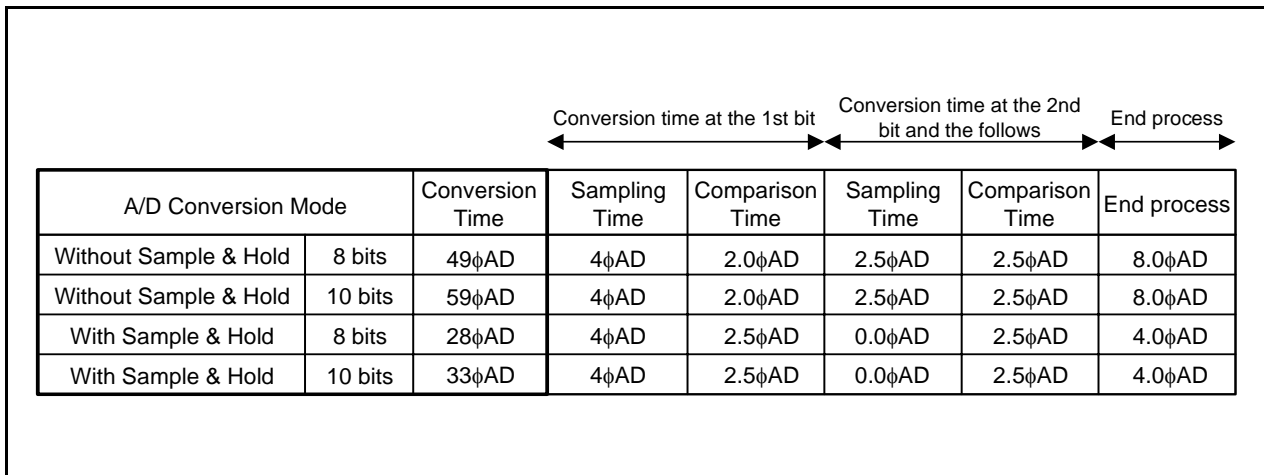 Conversion time at the 1st bit
Conversion time at the 2nd
bit and the follows
End process
A/D Conversion Mode
Conversion
Time
Sampling
Time
Comparison
Time
Sampling
Time
Comparison
Time
End process
Without Sample & Hold 8 bits 49ϕAD 4ϕAD 2.0ϕAD 2.5ϕAD 2.5ϕAD 8.0ϕAD
Without Sample & Hold 10 bits 59ϕAD 4ϕAD 2.0ϕAD 2.5ϕAD 2.5ϕAD 8.0ϕAD
With Sample & Hold 8 bits 28ϕAD 4ϕAD 2.5ϕAD 0.0ϕAD 2.5ϕAD 4.0ϕAD
With Sample & Hold 10 bits 33ϕAD 4ϕAD 2.5ϕAD 0.0ϕAD 2.5ϕAD 4.0ϕAD